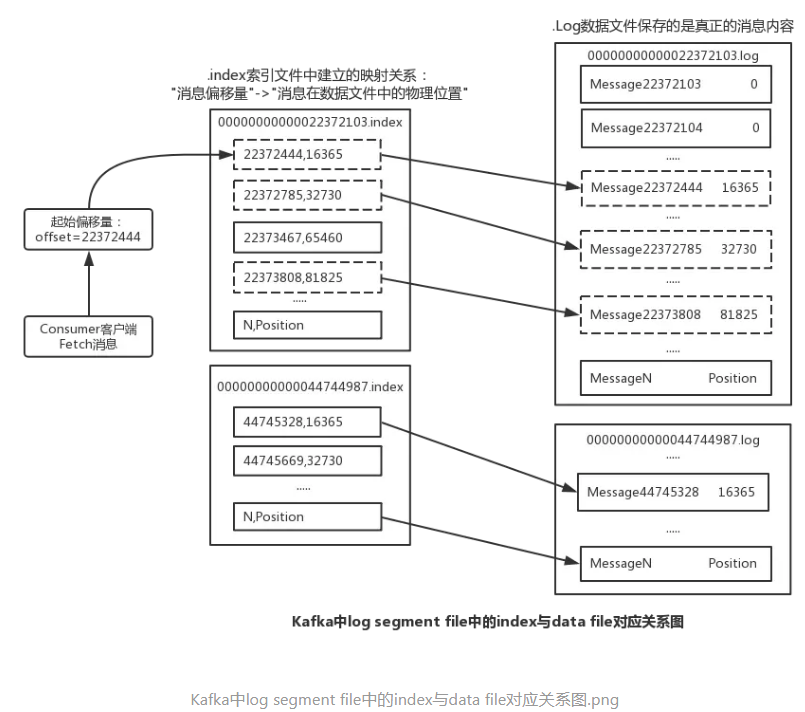 .Log数据文件保存的是真正的消息内容
.index索引文件中建立的映射关系：
"消息偏移量"->"消息在数据文件中的物理位置"
00000000000022372103.index
22372444,16365
22372785,32730
22373467,65460
22373808,81825
.....
N,Position
起始偏移量：
offset=22372444
Consumer客户端
Fetch消息
00000000000044744987.index
44745328,16365
44745669,32730
.....
N,Position
00000000000022372103.log
Message22372103 0
Message22372104 0
.....
Message22372444 16365
.....
Message22372785 32730
.....
Message22373808 81825
.....
MessageN Position
00000000000044744987.log
.....
Message44745328 16365
.....
MessageN Position
Kafka中log segment file中的index与data file对应关系图
Kafka中log segment file中的index与data file对应关系图.png